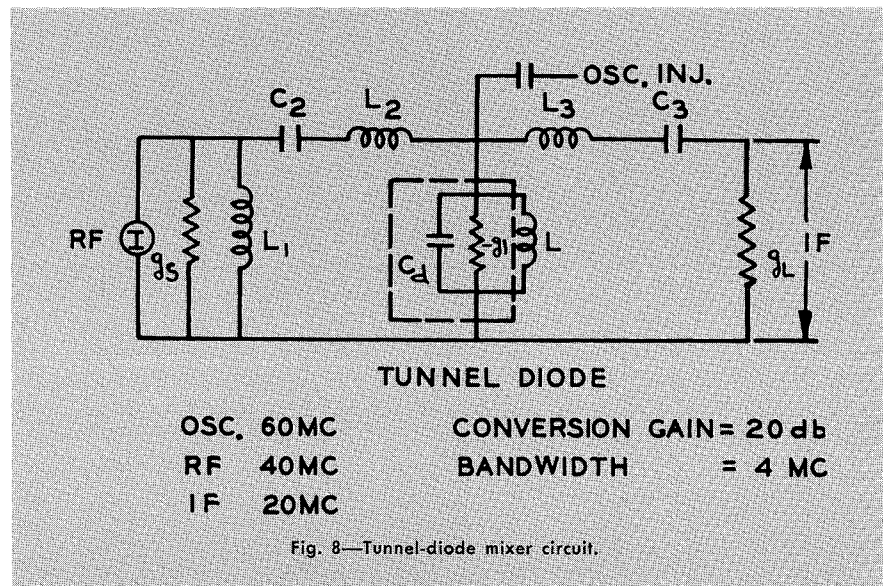 OSC. INJ.
C2
L2
L3
C3
RF
I
gs
L1
Cd
-g1
L
gL
IF
TUNNEL DIODE
OSC. 60MC
RF 40MC
IF 20MC
CONVERSION GAIN = 20 db
BANDWIDTH = 4 MC
Fig. 8—Tunnel-diode mixer circuit.